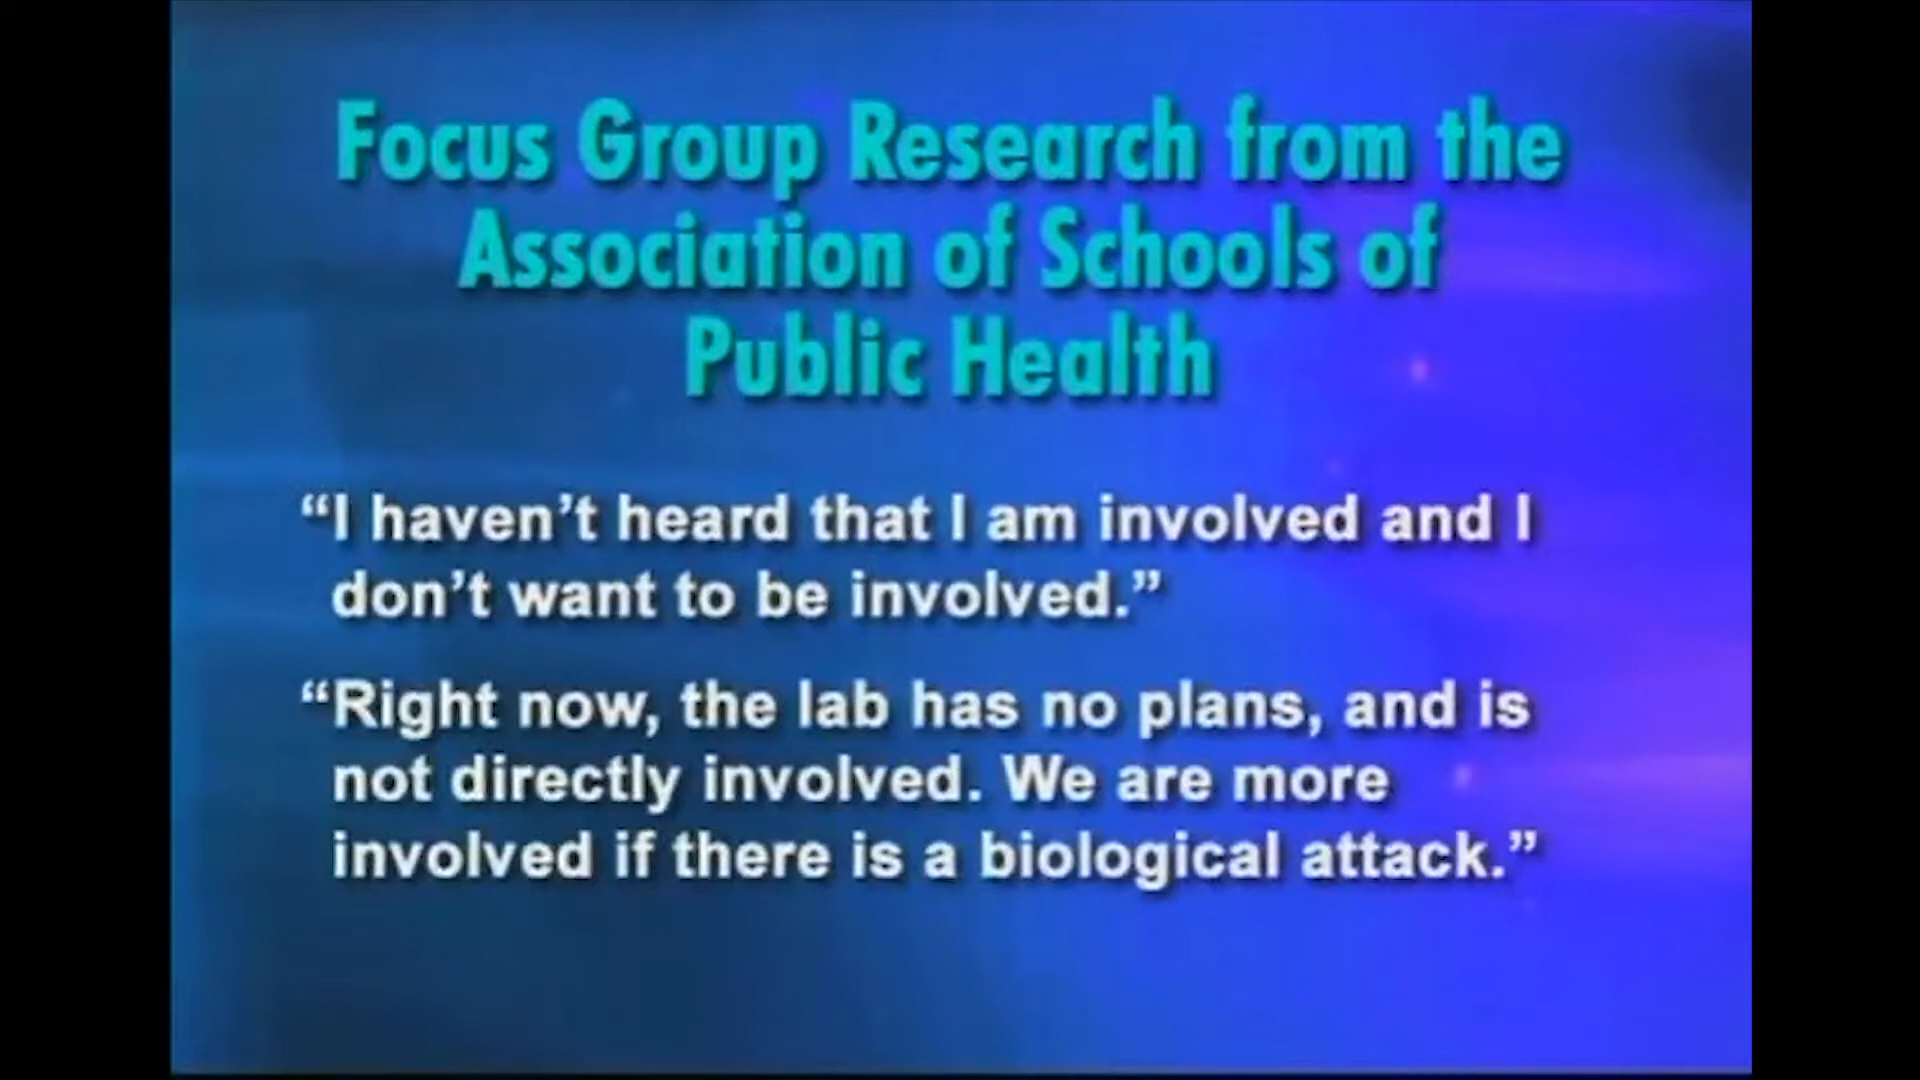 Focus Group Research from the
Association of Schools of
Public Health
“I haven’t heard that I am involved and I
don’t want to be involved.”
“Right now, the lab has no plans, and is
not directly involved. We are more
involved if there is a biological attack.”